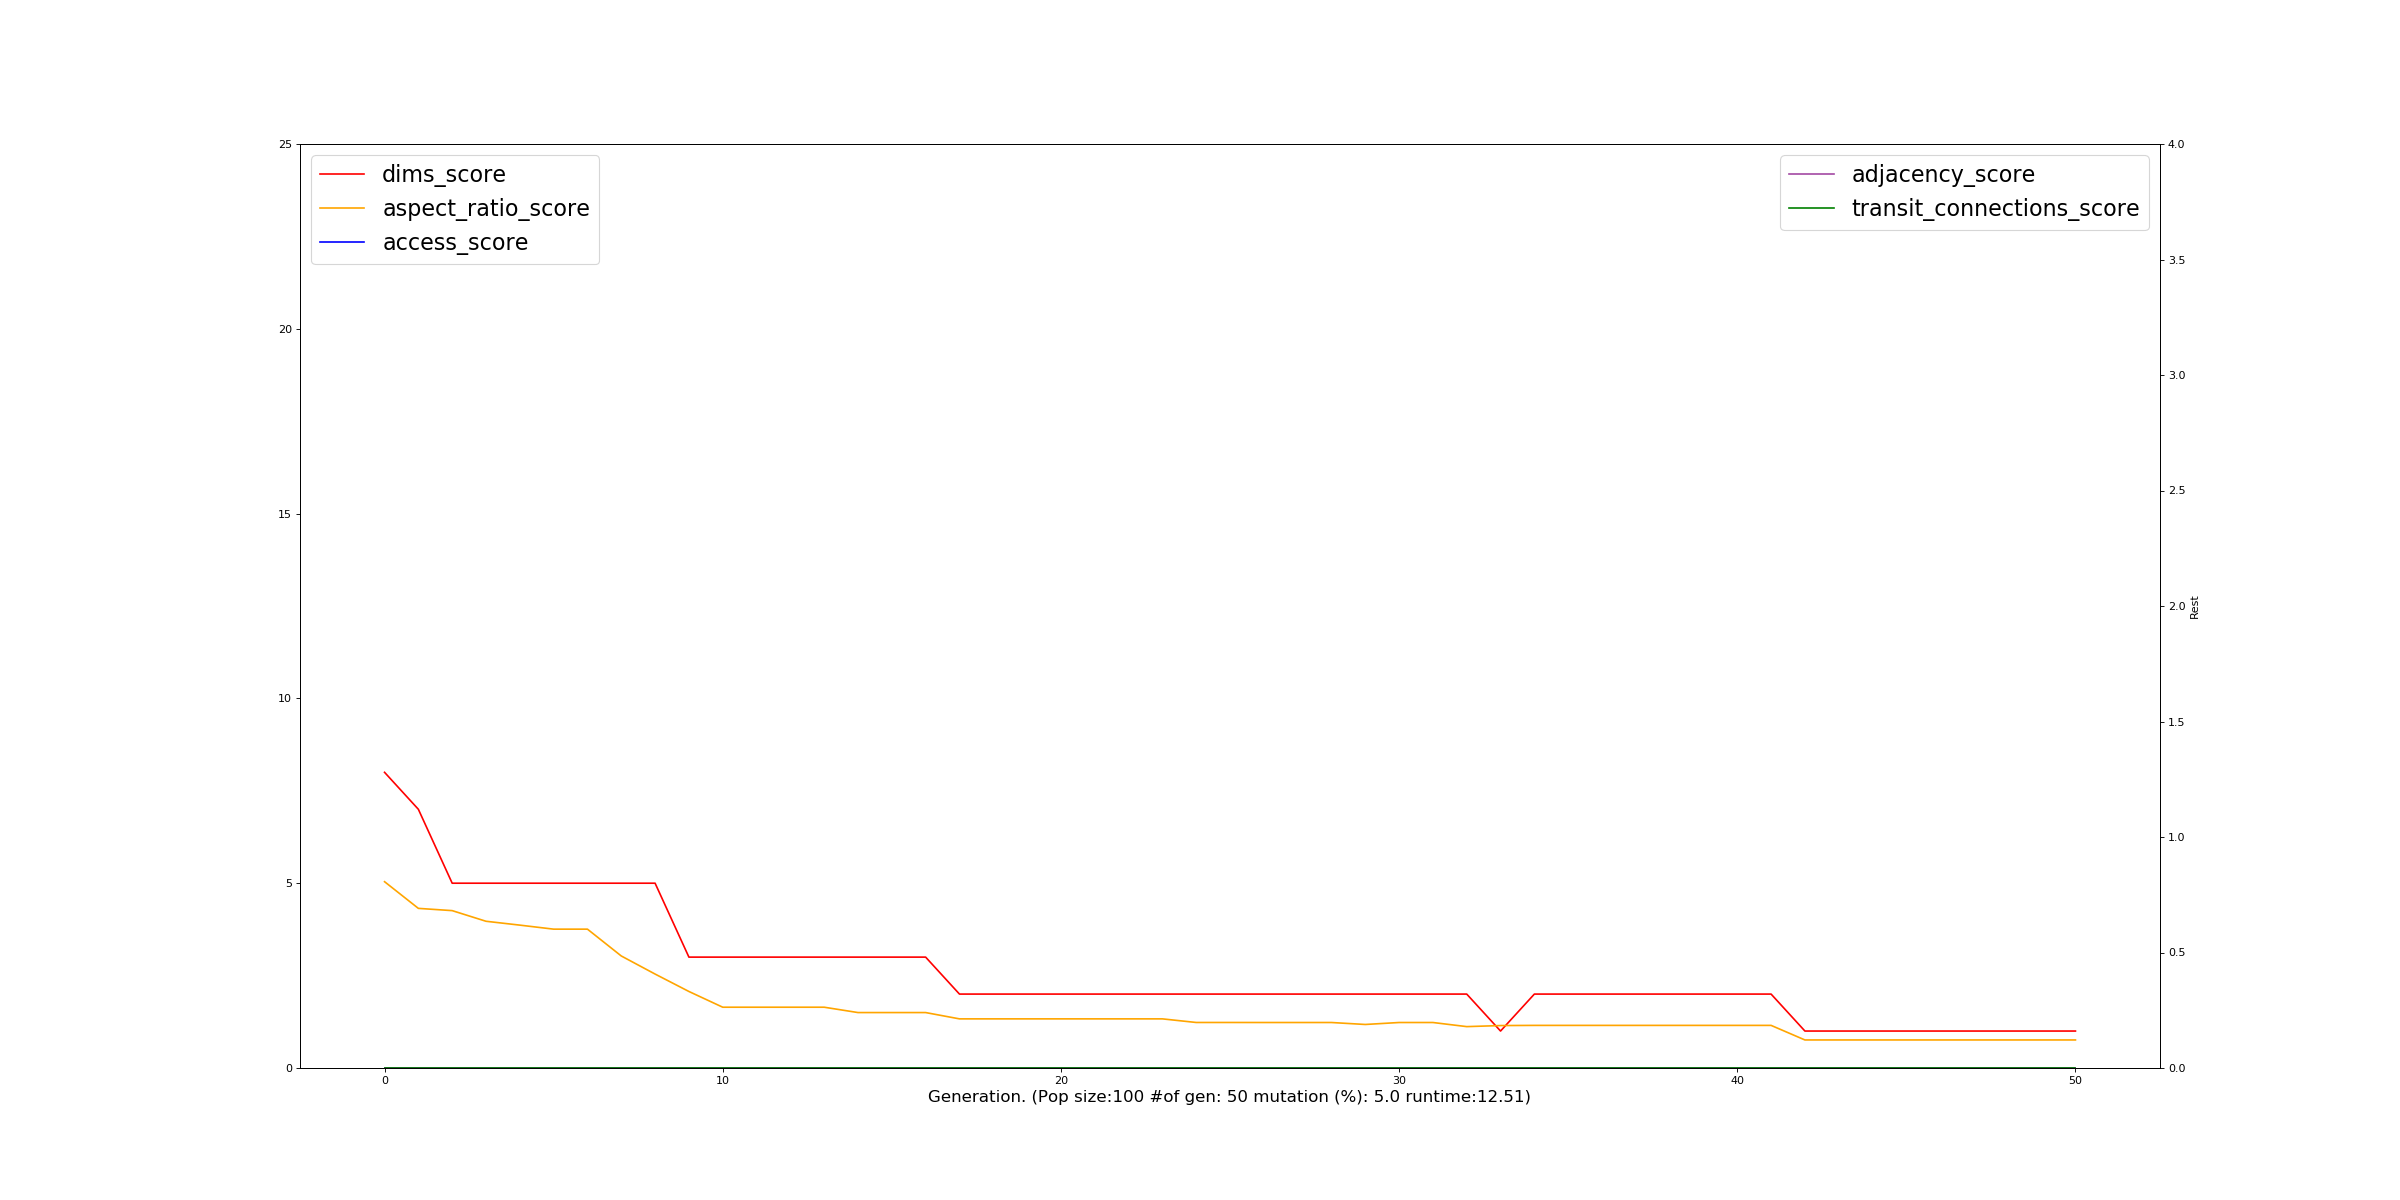 25
20
15
10
5
0
dims_score
aspect_ratio_score
access_score
adjacency_score
transit_connections_score
4.0
3.5
3.0
2.5
2.0
1.5
1.0
0.5
0.0
Rest
0 10 20 30 40 50
Generation. (Pop size:100 #of gen: 50 mutation (%): 5.0 runtime:12.51)